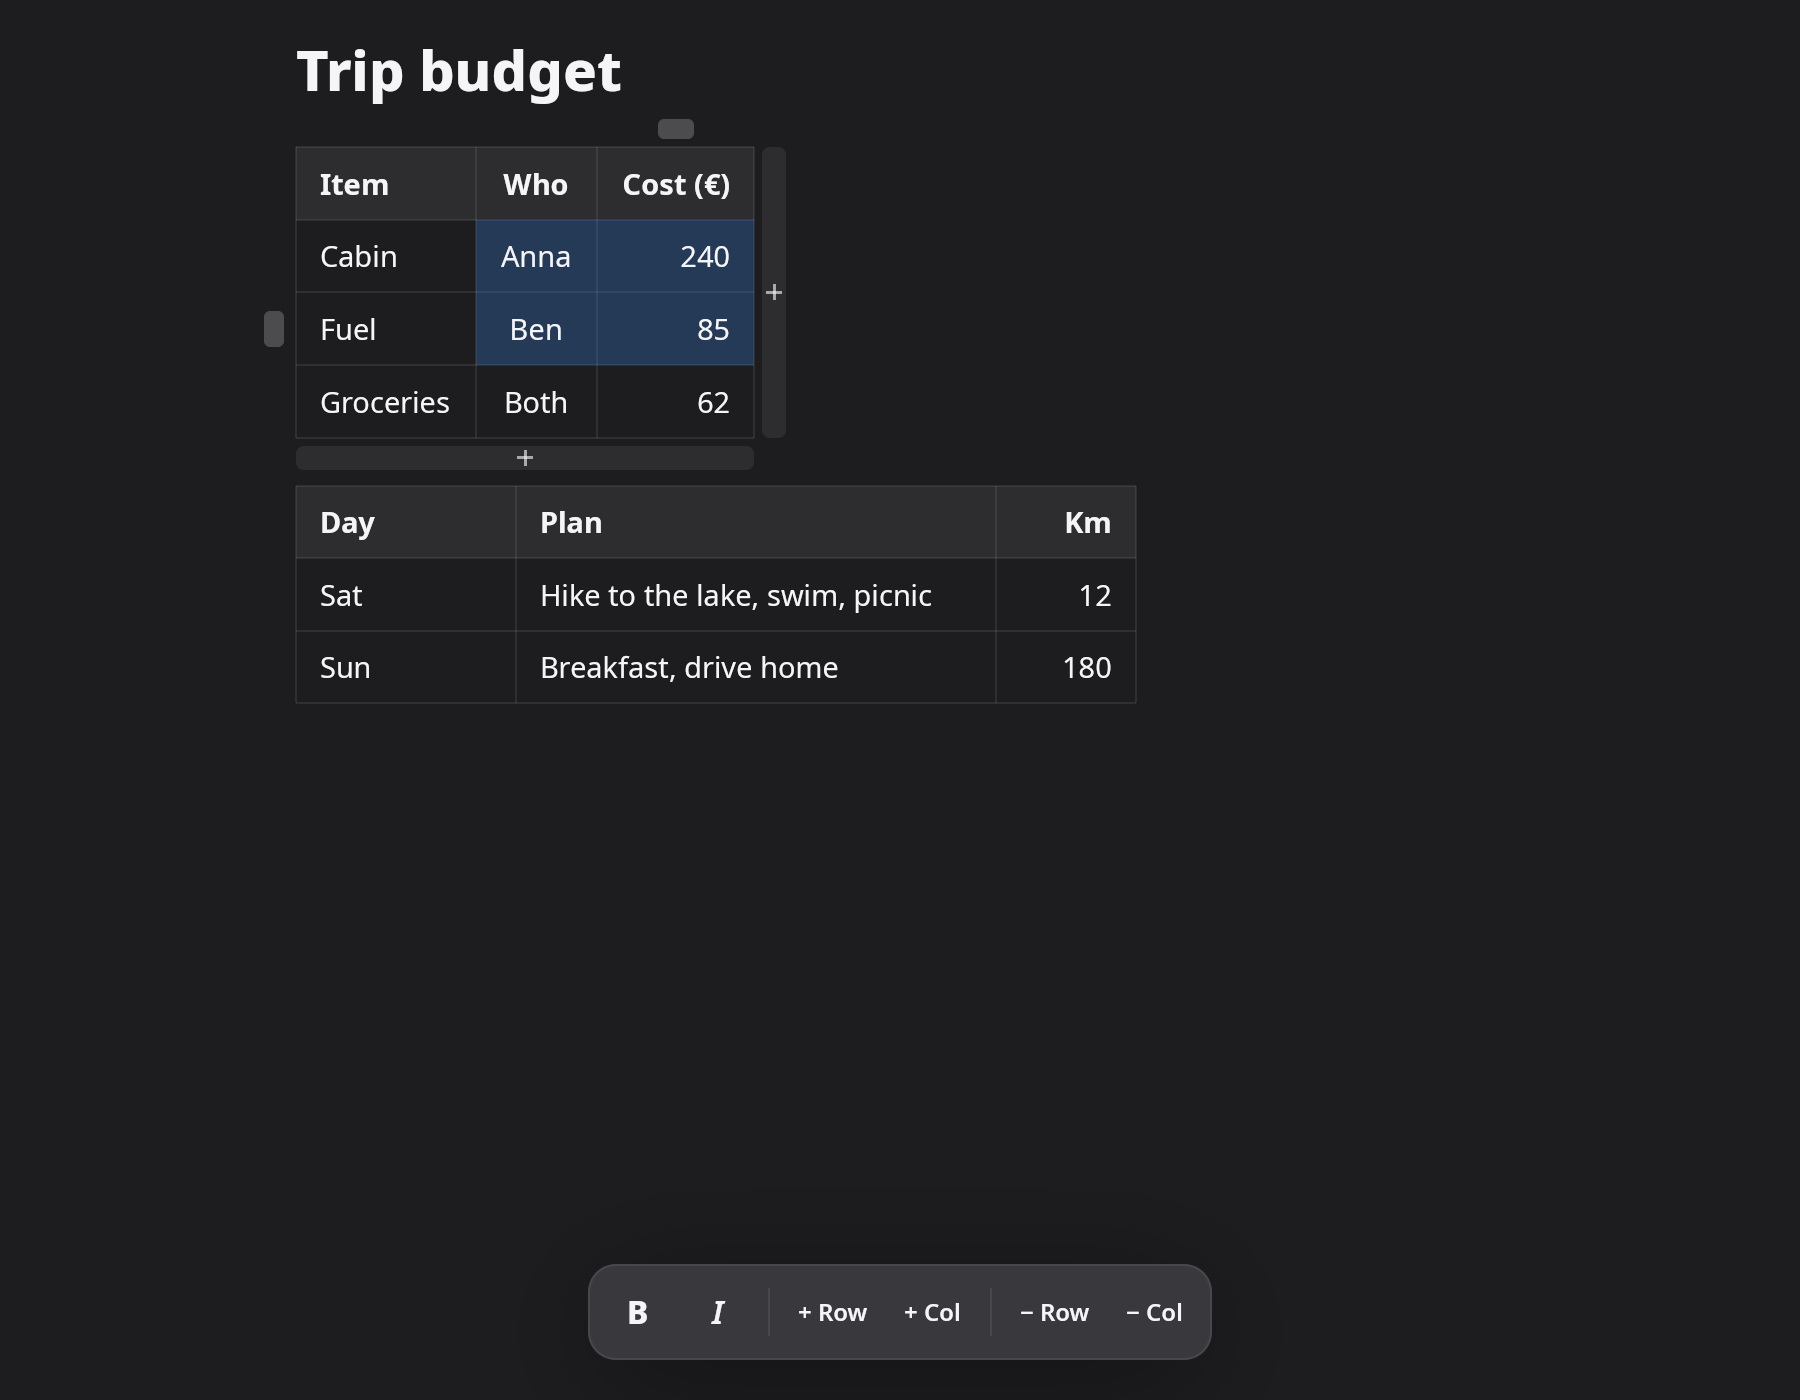 Trip budget
Item Who Cost (€)
Cabin Anna 240
Fuel Ben 85
Groceries Both 62
+
+
Day Plan Km
Sat Hike to the lake, swim, picnic 12
Sun Breakfast, drive home 180
B I + Row + Col − Row − Col